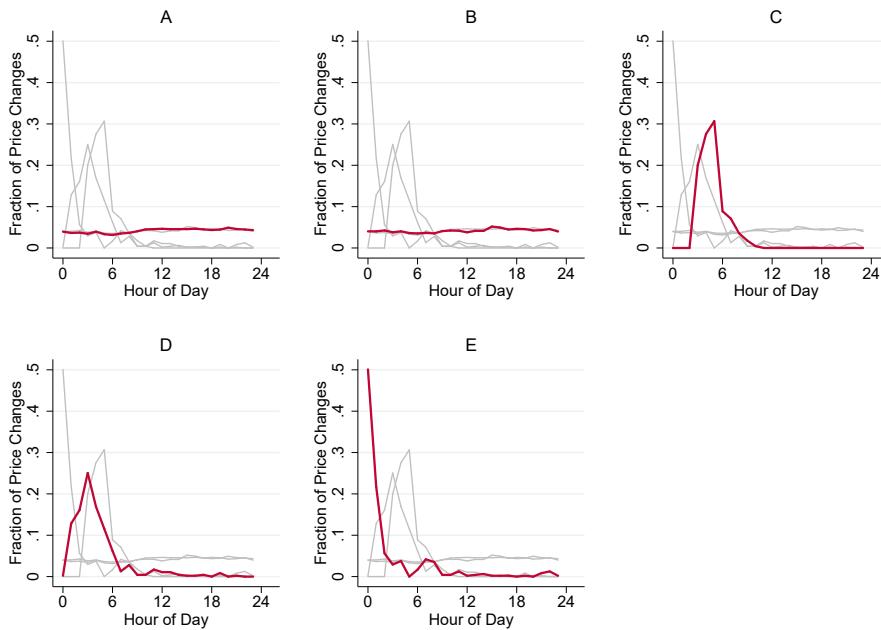 A
Fraction of Price Changes
.5
.4
.3
.2
.1
0
0 6 12 18 24
Hour of Day
B
Fraction of Price Changes
.5
.4
.3
.2
.1
0
0 6 12 18 24
Hour of Day
C
Fraction of Price Changes
.5
.4
.3
.2
.1
0
0 6 12 18 24
Hour of Day
D
Fraction of Price Changes
.5
.4
.3
.2
.1
0
0 6 12 18 24
Hour of Day
E
Fraction of Price Changes
.5
.4
.3
.2
.1
0
0 6 12 18 24
Hour of Day